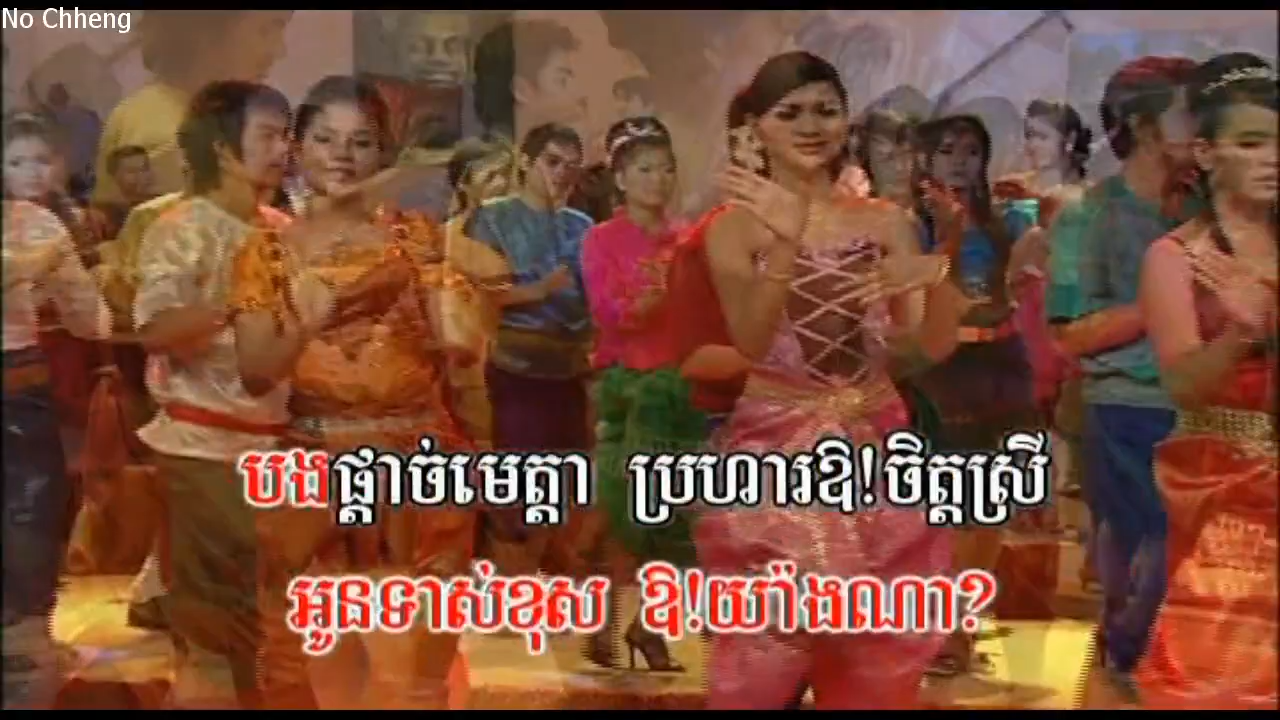 No Chheng
បងផ្តាច់មេត្តា ប្រហារឱ!ចិត្តស្រី
អូនទាស់ខុស ឱ!យ៉ាងណា?